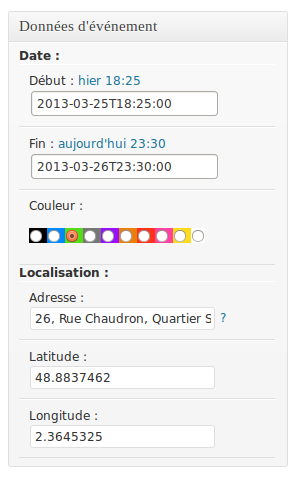 Données d'événement
Date :
Début : hier 18:25
2013-03-25T18:25:00
Fin : aujourd'hui 23:30
2013-03-26T23:30:00
Couleur :
Localisation :
Adresse :
26, Rue Chaudron, Quartier S ?
Latitude :
48.8837462
Longitude :
2.3645325